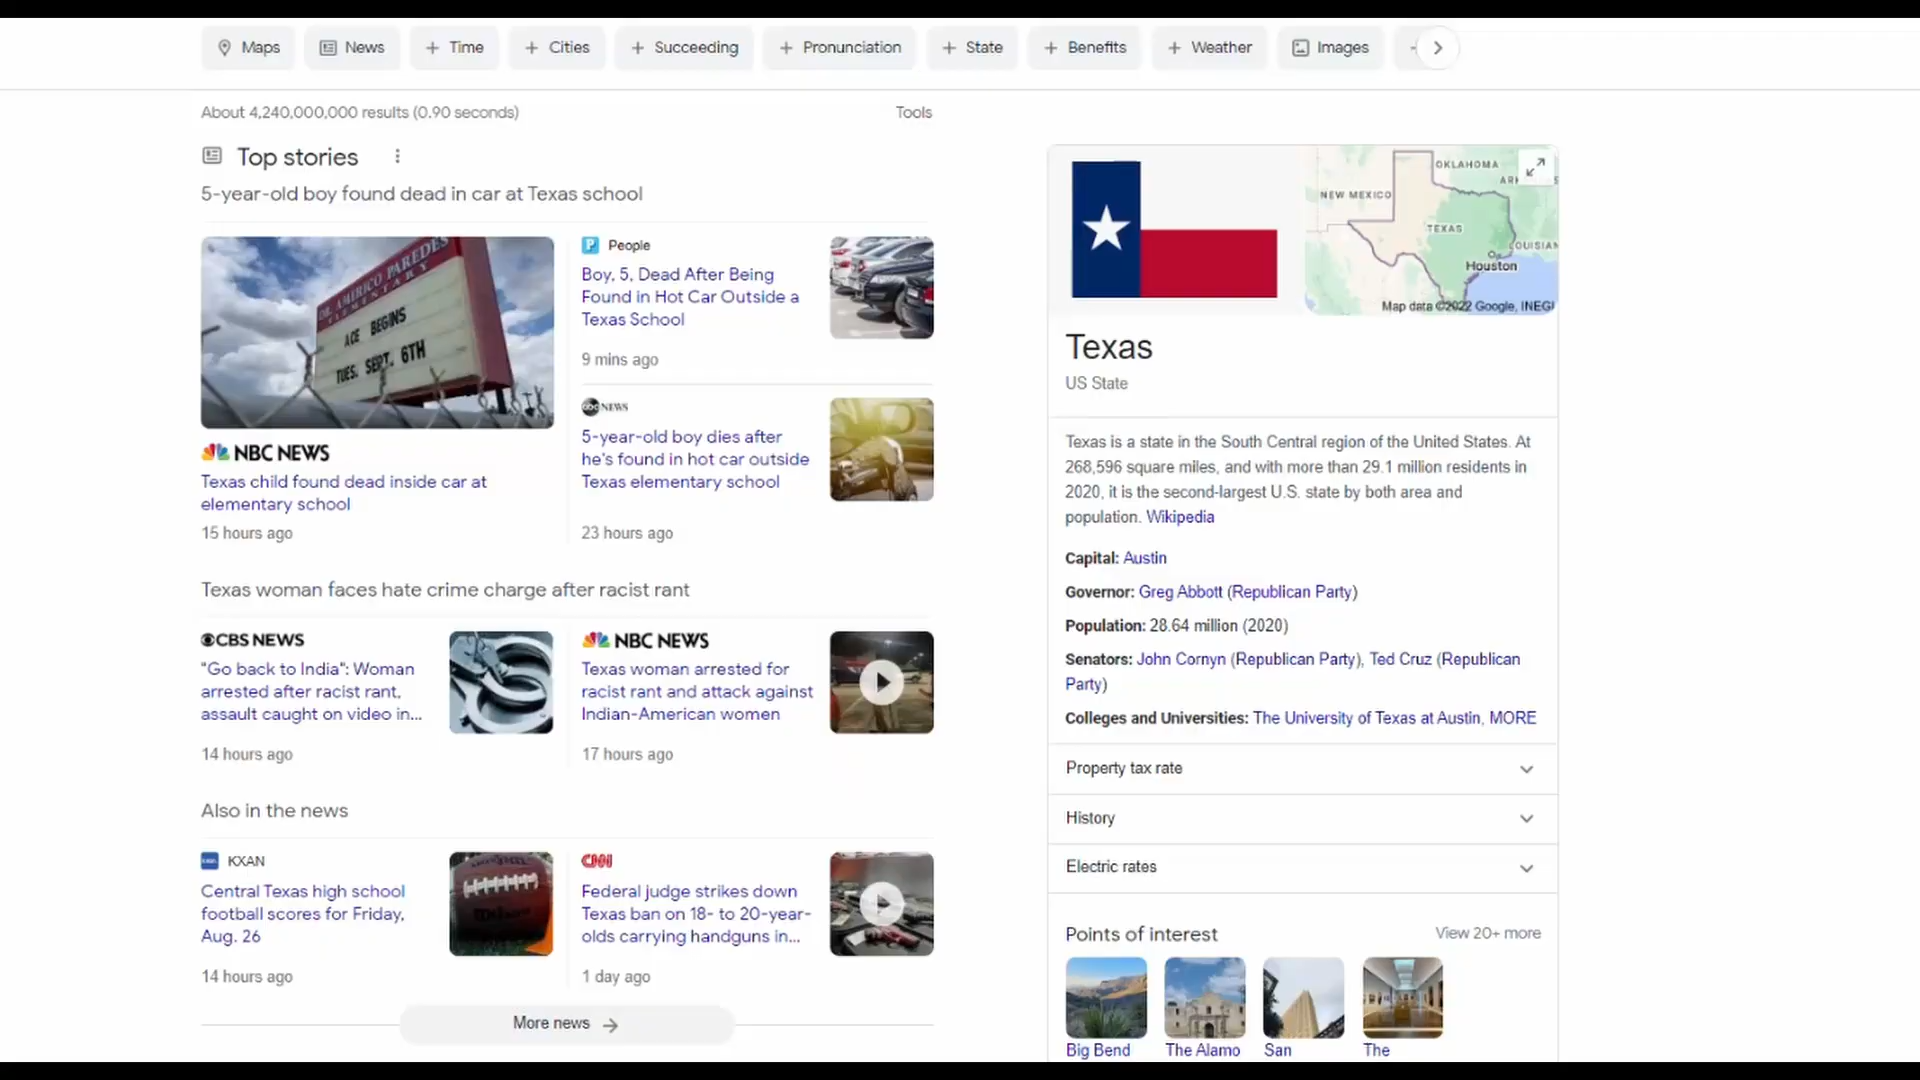 Maps
News
+ Time
+ Cities
+ Succeeding
+ Pronunciation
+ State
+ Benefits
+ Weather
Images
About 4,240,000,000 results (0.90 seconds)
Tools
Top stories
5-year-old boy found dead in car at Texas school
DR. AMERICO PAREDES
ELEMENTARY
ACE BEGINS
TUES. SEPT. 6TH
NBC NEWS
Texas child found dead inside car at
elementary school
15 hours ago
People
Boy, 5, Dead After Being
Found in Hot Car Outside a
Texas School
9 mins ago
abc NEWS
5-year-old boy dies after
he's found in hot car outside
Texas elementary school
23 hours ago
Texas woman faces hate crime charge after racist rant
CBS NEWS
"Go back to India": Woman
arrested after racist rant,
assault caught on video in...
14 hours ago
NBC NEWS
Texas woman arrested for
racist rant and attack against
Indian-American women
17 hours ago
Also in the news
KXAN
Central Texas high school
football scores for Friday,
Aug. 26
14 hours ago
Wilson
CNN
Federal judge strikes down
Texas ban on 18- to 20-year-
olds carrying handguns in...
1 day ago
More news
OKLAHOMA
NEW MEXICO
TEXAS
Houston
Map data ©2022 Google, INEGI
Texas
US State
Texas is a state in the South Central region of the United States. At
268,596 square miles, and with more than 29.1 million residents in
2020, it is the second-largest U.S. state by both area and
population. Wikipedia
Capital: Austin
Governor: Greg Abbott (Republican Party)
Population: 28.64 million (2020)
Senators: John Cornyn (Republican Party), Ted Cruz (Republican
Party)
Colleges and Universities: The University of Texas at Austin, MORE
Property tax rate
History
Electric rates
Points of interest
View 20+ more
Big Bend
The Alamo
San
The